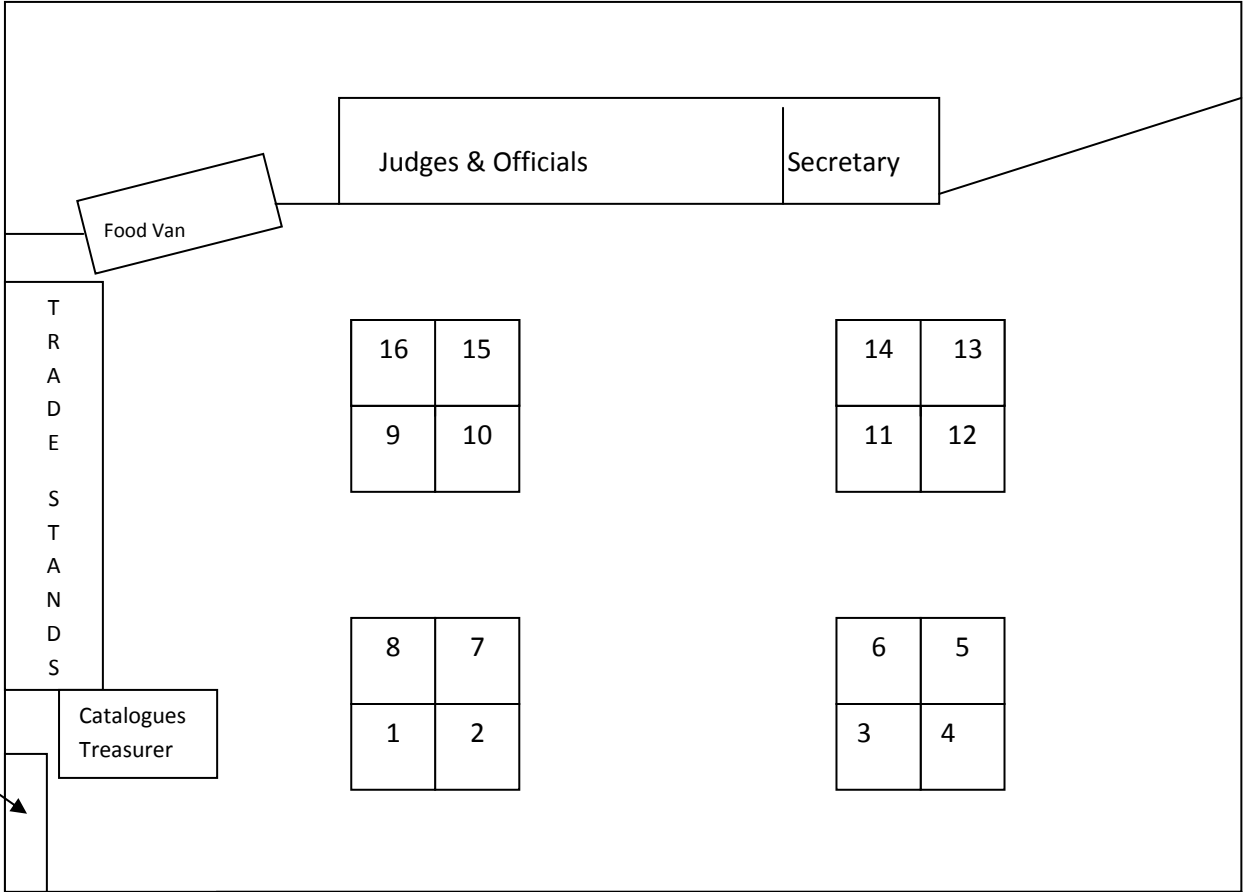 Judges & Officials
Secretary
Food Van
T
R
A
D
E
S
T
A
N
D
S
16 15
9 10
14 13
11 12
8 7
1 2
6 5
3 4
Catalogues
Treasurer